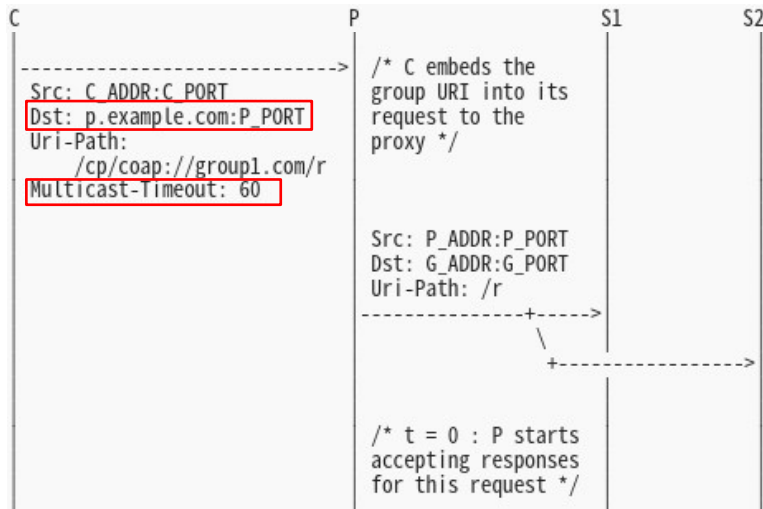 C P S1 S2
/* C embeds the
group URI into its
request to the
proxy */
Src: C_ADDR:C_PORT
Dst: p.example.com:P_PORT
Uri-Path:
/cp/coap://group1.com/r
Multicast-Timeout: 60
Src: P_ADDR:P_PORT
Dst: G_ADDR:G_PORT
Uri-Path: /r
/* t = 0 : P starts
accepting responses
for this request */